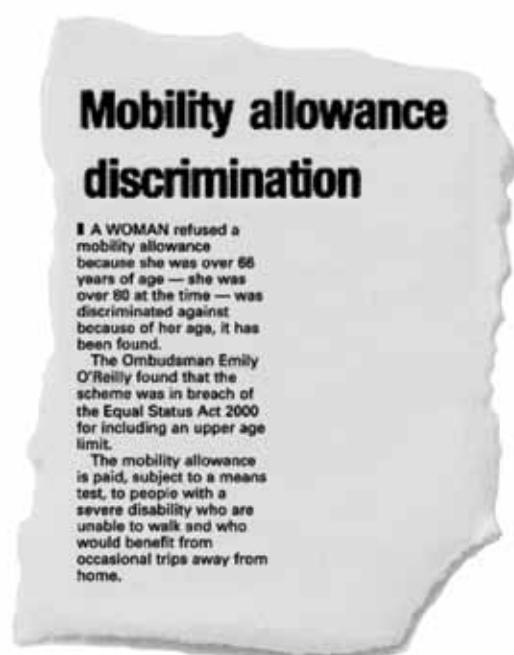 Mobility allowance
discrimination
▮ A WOMAN refused a
mobility allowance
because she was over 66
years of age — she was
over 80 at the time — was
discriminated against
because of her age, it has
been found.
The Ombudsman Emily
O'Reilly found that the
scheme was in breach of
the Equal Status Act 2000
for including an upper age
limit.
The mobility allowance
is paid, subject to a means
test, to people with a
severe disability who are
unable to walk and who
would benefit from
occasional trips away from
home.